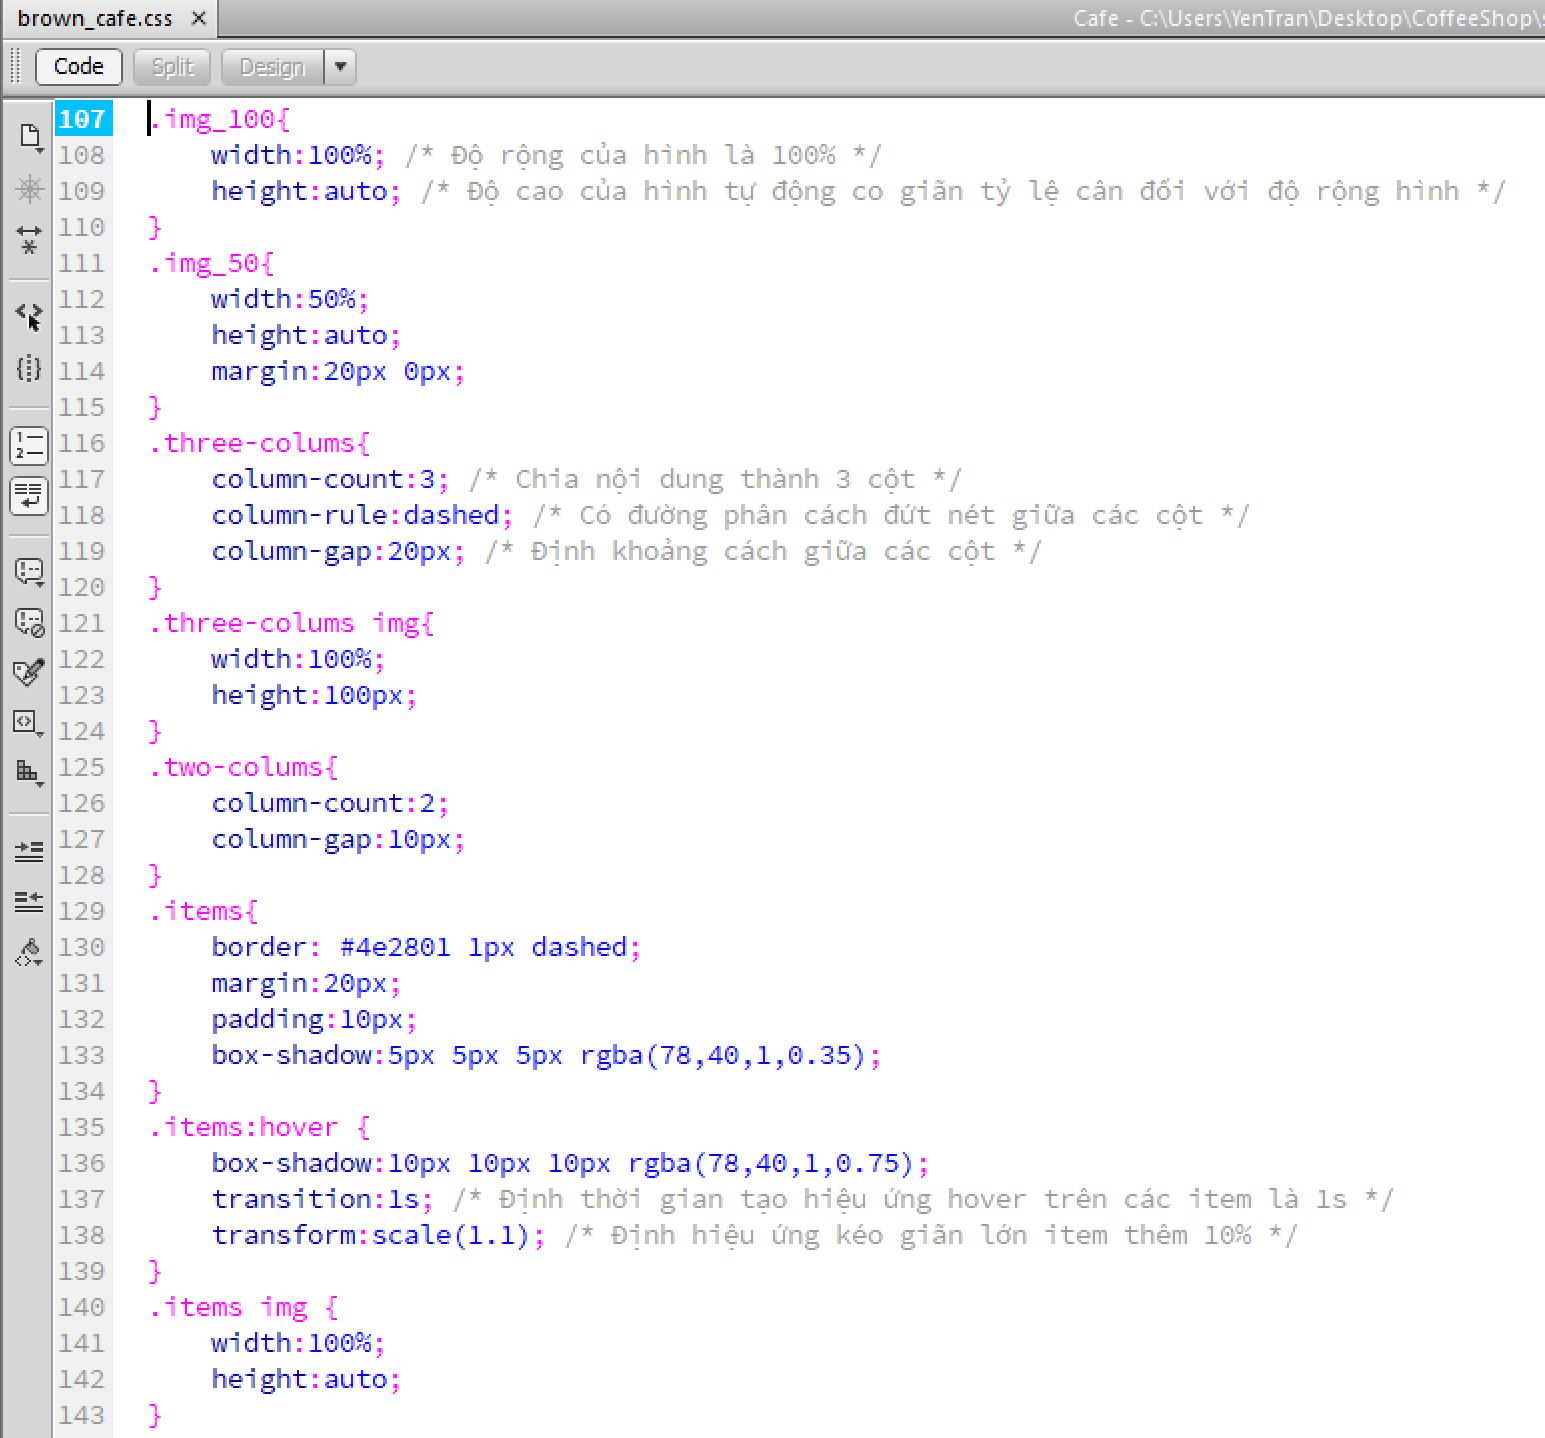 brown_cafe.css ×
Cafe - C:\Users\YenTran\Desktop\CoffeeShop\
Code Split Design
107 .img_100{
108 width:100%; /* Độ rộng của hình là 100% */
109 height:auto; /* Độ cao của hình tự động co giãn tỷ lệ cân đối với độ rộng hình */
110 }
111 .img_50{
112 width:50%;
113 height:auto;
114 margin:20px 0px;
115 }
116 .three-colums{
117 column-count:3; /* Chia nội dung thành 3 cột */
118 column-rule:dashed; /* Có đường phân cách đứt nét giữa các cột */
119 column-gap:20px; /* Định khoảng cách giữa các cột */
120 }
121 .three-colums img{
122 width:100%;
123 height:100px;
124 }
125 .two-colums{
126 column-count:2;
127 column-gap:10px;
128 }
129 .items{
130 border: #4e2801 1px dashed;
131 margin:20px;
132 padding:10px;
133 box-shadow:5px 5px 5px rgba(78,40,1,0.35);
134 }
135 .items:hover {
136 box-shadow:10px 10px 10px rgba(78,40,1,0.75);
137 transition:1s; /* Định thời gian tạo hiệu ứng hover trên các item là 1s */
138 transform:scale(1.1); /* Định hiệu ứng kéo giãn lớn item thêm 10% */
139 }
140 .items img {
141 width:100%;
142 height:auto;
143 }